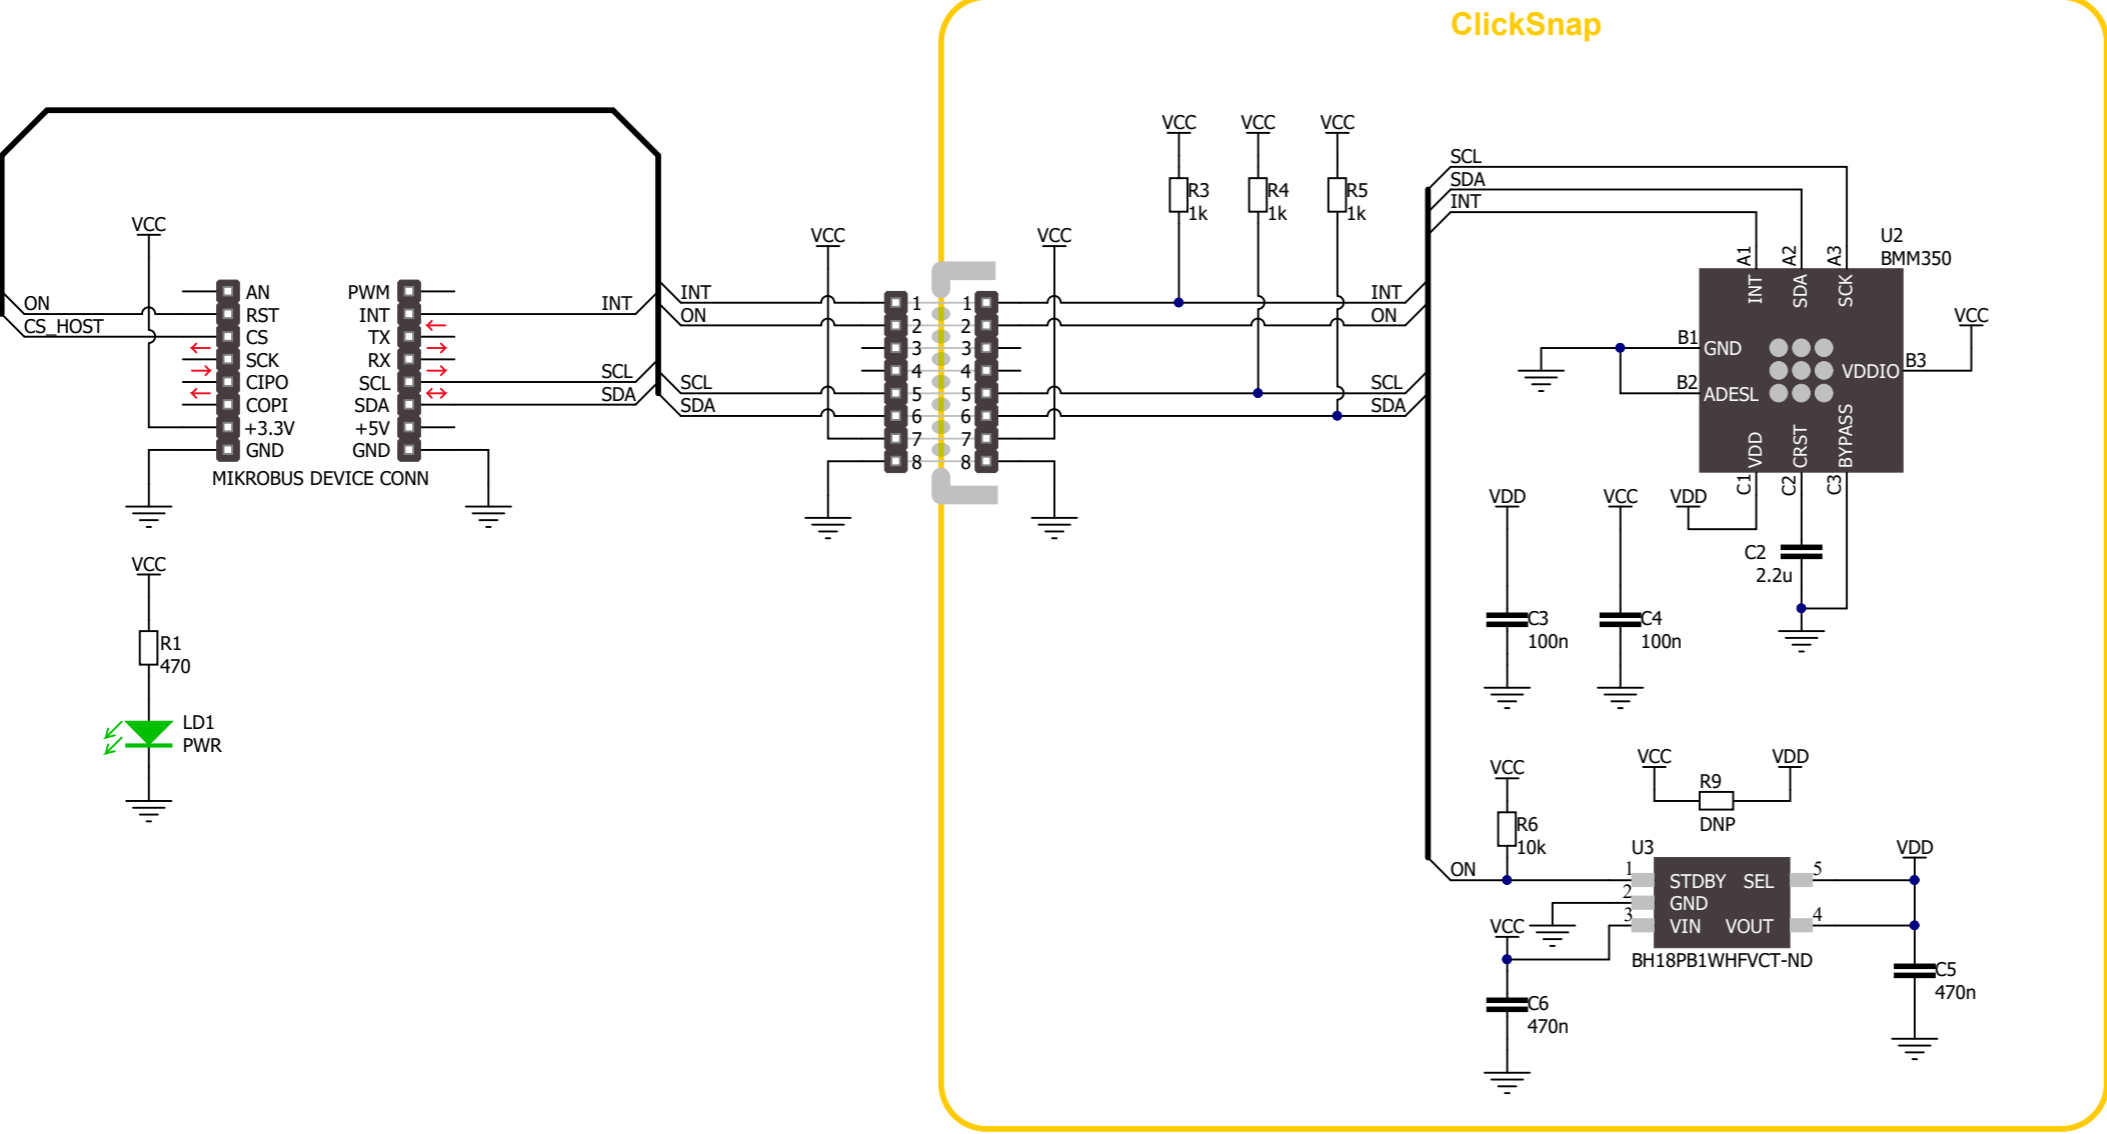 ClickSnap
VCC
AN
RST
CS
SCK
CIPO
COPI
+3.3V
GND
PWM
INT
TX
RX
SCL
SDA
+5V
GND
MIKROBUS DEVICE CONN
ON
CS_HOST
INT
SCL
SDA
VCC
R1
470
LD1
PWR
INT
ON
SCL
SDA
VCC
1 1
2 2
3 3
4 4
5 5
6 6
7 7
8 8
VCC
VCC
R3
1k
VCC
R4
1k
VCC
R5
1k
INT
ON
SCL
SDA
SCL
SDA
INT
U2
BMM350
A1
A2
A3
INT
SDA
SCK
B1
GND
B2
ADESL
VDDIO
B3
VCC
VDD
CRST
BYPASS
C1
C2
C3
VDD
C2
2.2u
VDD
C3
100n
VCC
C4
100n
VCC
R6
10k
ON
VCC
R9
DNP
VDD
U3
1
2
3
STDBY SEL
GND
VIN VOUT
5
4
BH18PB1WHFVCT-ND
VCC
C6
470n
VDD
C5
470n